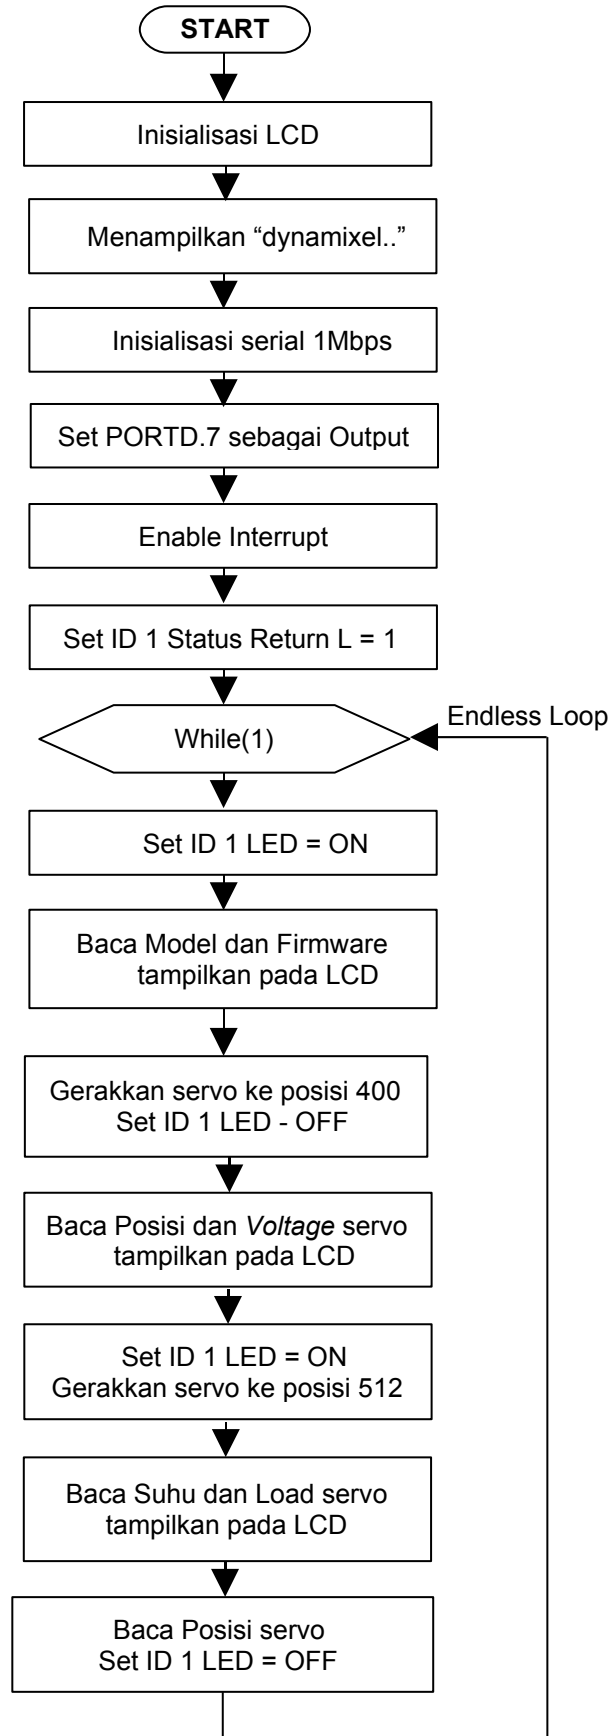 START
Inisialisasi LCD
Menampilkan “dynamixel..”
Inisialisasi serial 1Mbps
Set PORTD.7 sebagai Output
Enable Interrupt
Set ID 1 Status Return L = 1
Endless Loop
While(1)
Set ID 1 LED = ON
Baca Model dan Firmware
tampilkan pada LCD
Gerakkan servo ke posisi 400
Set ID 1 LED - OFF
Baca Posisi dan Voltage servo
tampilkan pada LCD
Set ID 1 LED = ON
Gerakkan servo ke posisi 512
Baca Suhu dan Load servo
tampilkan pada LCD
Baca Posisi servo
Set ID 1 LED = OFF